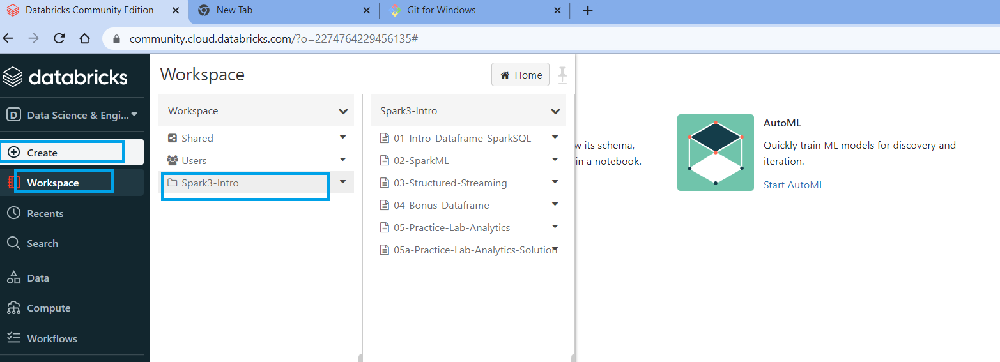 Databricks Community Edition
New Tab
Git for Windows
community.cloud.databricks.com/?o=2274764229456135#
databricks
D Data Science & Engi...
Create
Workspace
Recents
Search
Data
Compute
Workflows
Workspace
Home
Workspace
Shared
Users
Spark3-Intro
Spark3-Intro
01-Intro-Dataframe-SparkSQL
02-SparkML
03-Structured-Streaming
04-Bonus-Dataframe
05-Practice-Lab-Analytics
05a-Practice-Lab-Analytics-Solution
w its schema,
in a notebook.
AutoML
Quickly train ML models for discovery and
iteration.
Start AutoML